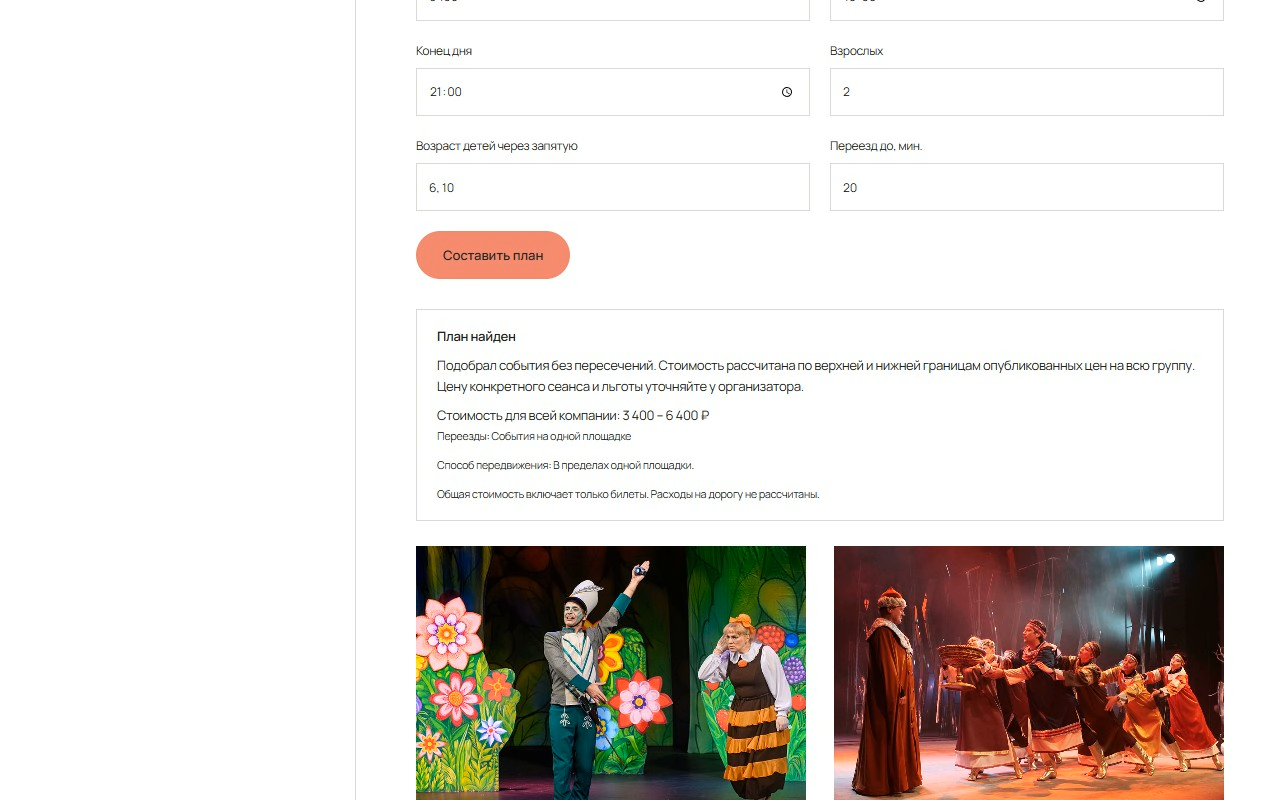 Конец дня
Взрослых
21:00
2
Возраст детей через запятую
Переезд до, мин.
6, 10
20
Составить план
План найден
Подобрал события без пересечений. Стоимость рассчитана по верхней и нижней границам опубликованных цен на всю группу.
Цену конкретного сеанса и льготы уточняйте у организатора.
Стоимость для всей компании: 3 400 – 6 400 ₽
Переезды: События на одной площадке
Способ передвижения: В пределах одной площадки.
Общая стоимость включает только билеты. Расходы на дорогу не рассчитаны.